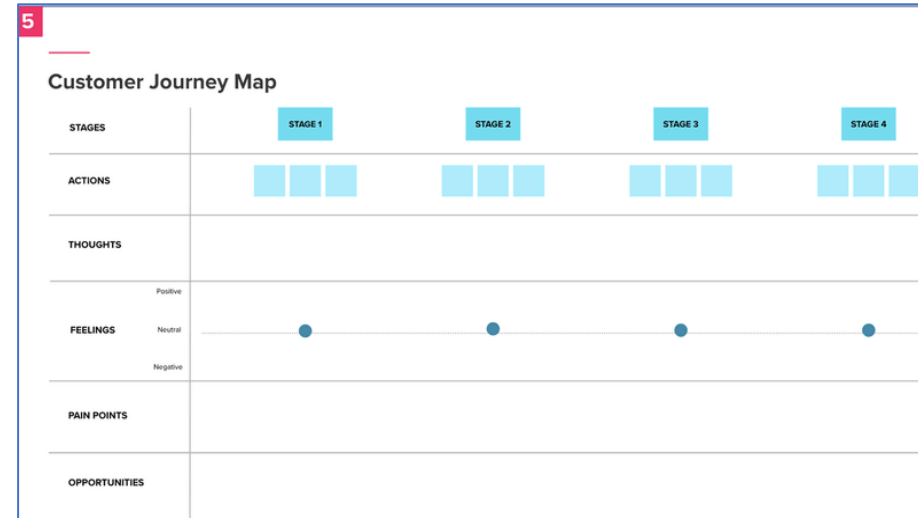 5
Customer Journey Map
STAGES
STAGE 1
STAGE 2
STAGE 3
STAGE 4
ACTIONS
THOUGHTS
Positive
FEELINGS
Neutral
Negative
PAIN POINTS
OPPORTUNITIES